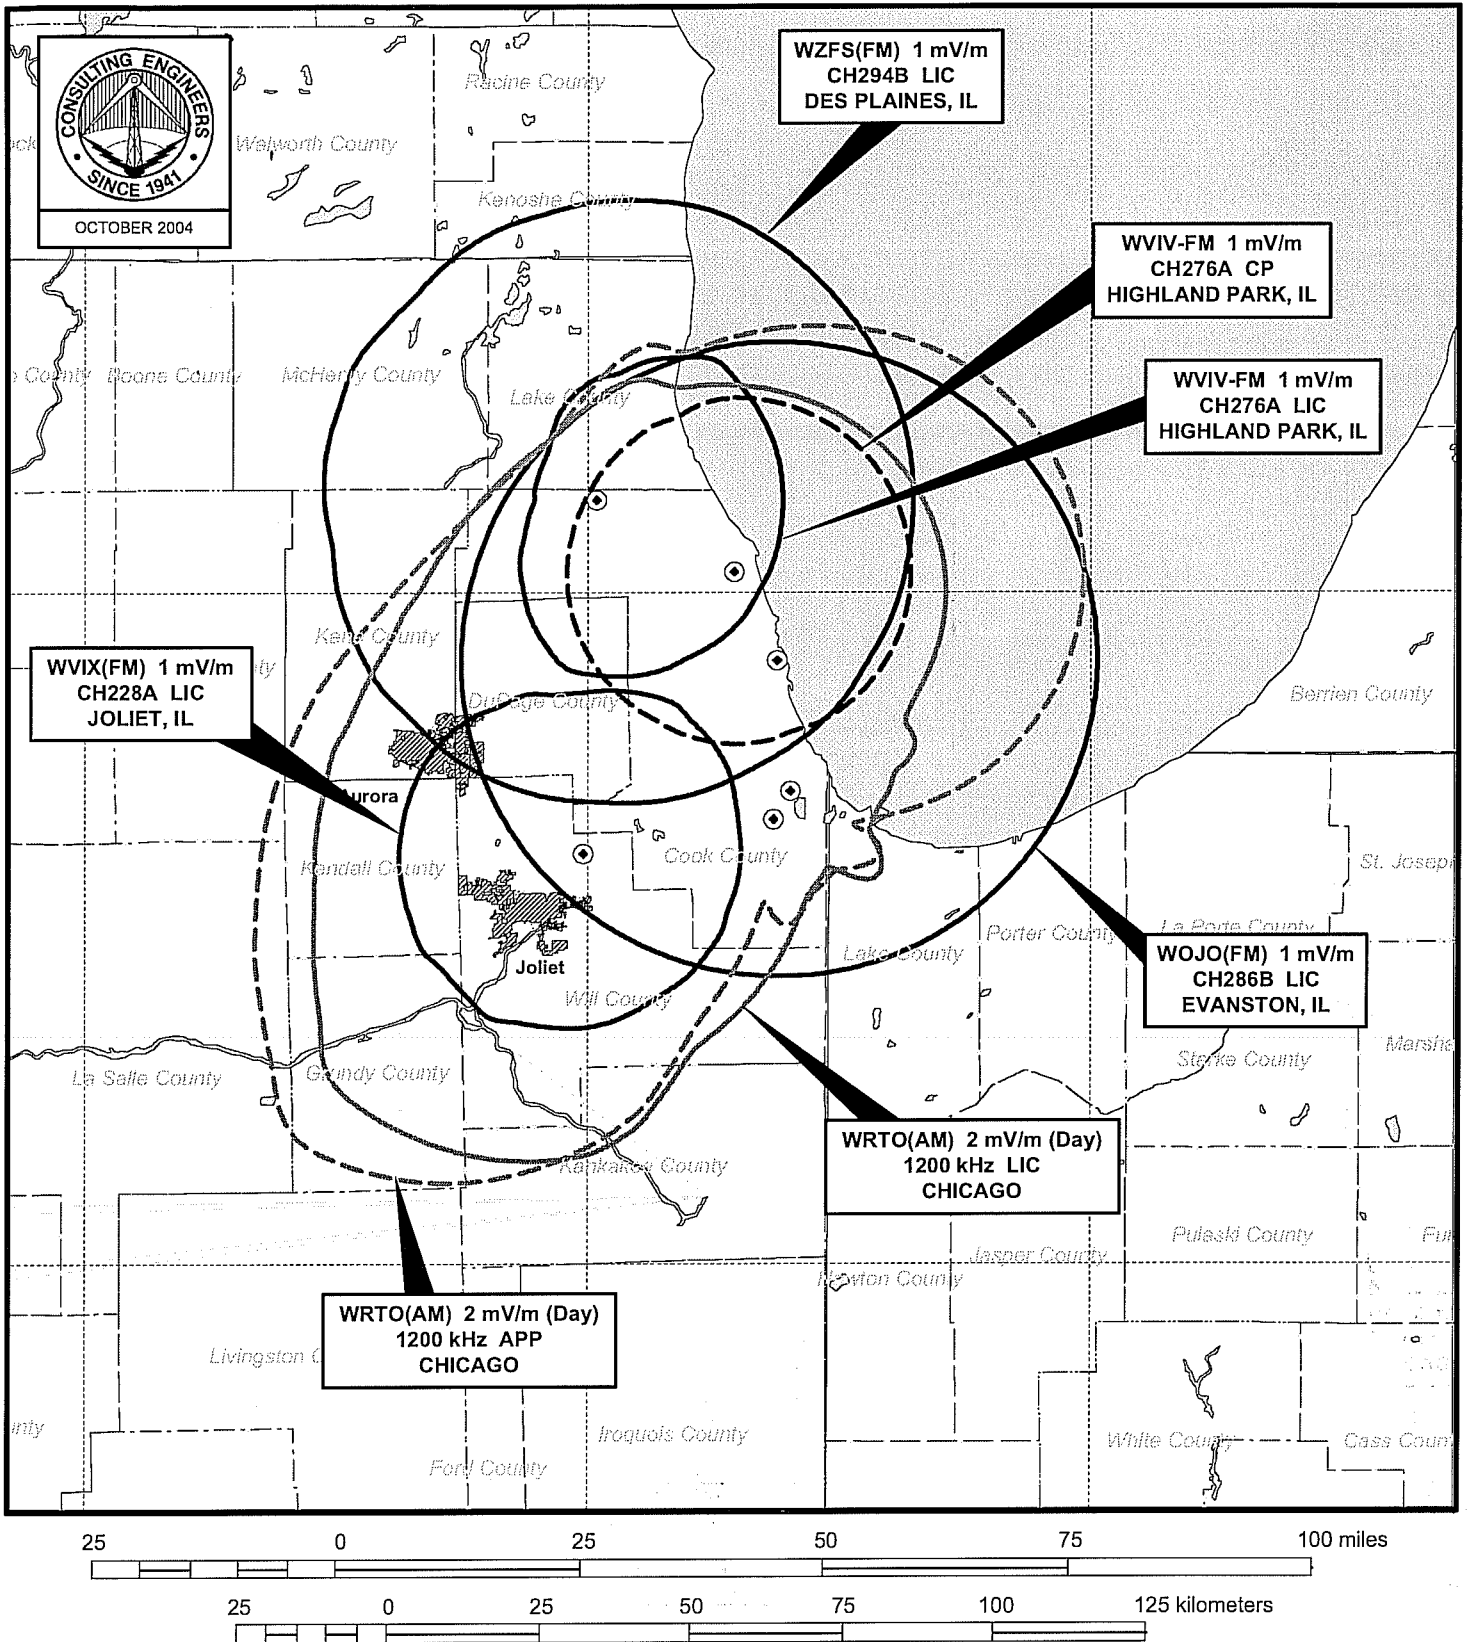 CONSULTING ENGINEERS
SINCE 1941
OCTOBER 2004
WZFS(FM) 1 mV/m
CH294B LIC
DES PLAINES, IL
Racine County
Walworth County
Kenosha County
WVIV-FM 1 mV/m
CH276A CP
HIGHLAND PARK, IL
County
Boone County
McHenry County
Lake County
WVIV-FM 1 mV/m
CH276A LIC
HIGHLAND PARK, IL
Kane County
WVIX(FM) 1 mV/m
CH228A LIC
JOLIET, IL
DuPage County
Berrien County
Aurora
Kendall County
Cook County
St. Joseph
Joliet
Will County
Lake County
Porter County
La Porte County
WOJO(FM) 1 mV/m
CH286B LIC
EVANSTON, IL
La Salle County
Grundy County
Starke County
Marsha
WRTO(AM) 2 mV/m (Day)
1200 kHz LIC
CHICAGO
Kankakee County
Pulaski County
Jasper County
Newton County
WRTO(AM) 2 mV/m (Day)
1200 kHz APP
CHICAGO
Livingston C
Iroquois County
Ford County
White County
Cass Coun
25 0 25 50 75 100 miles
25 0 25 50 75 100 125 kilometers